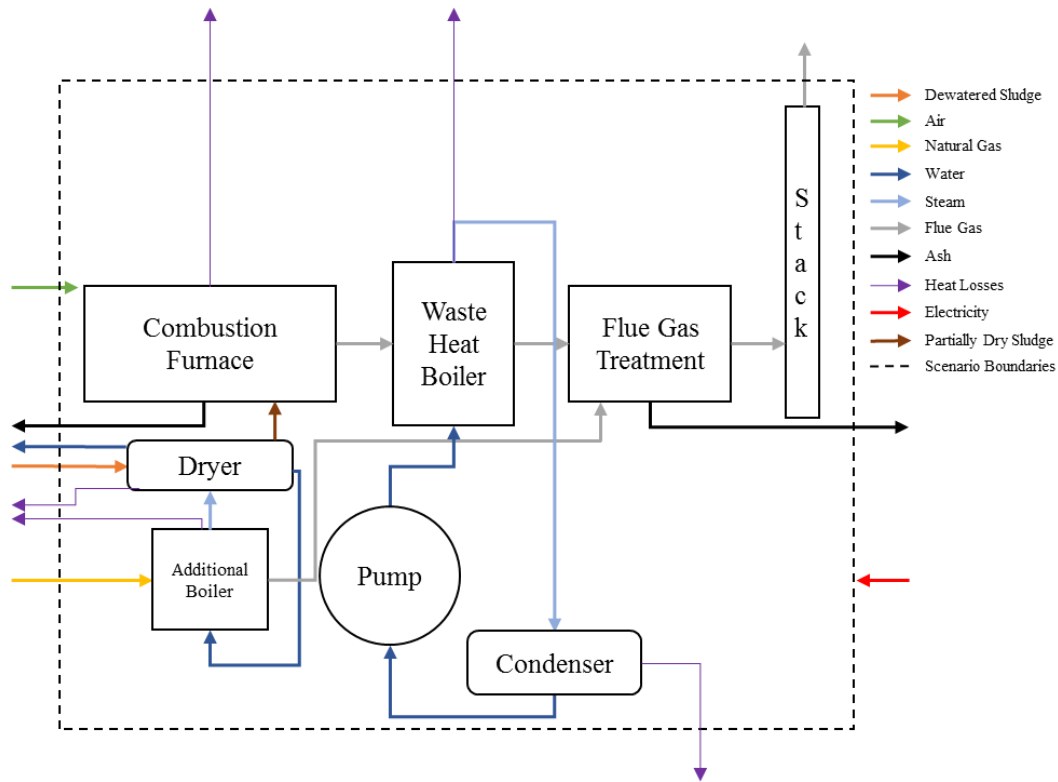 Combustion
Furnace
Waste
Heat
Boiler
Flue Gas
Treatment
S
t
a
c
k
Dryer
Additional
Boiler
Pump
Condenser
Dewatered Sludge
Air
Natural Gas
Water
Steam
Flue Gas
Ash
Heat Losses
Electricity
Partially Dry Sludge
Scenario Boundaries